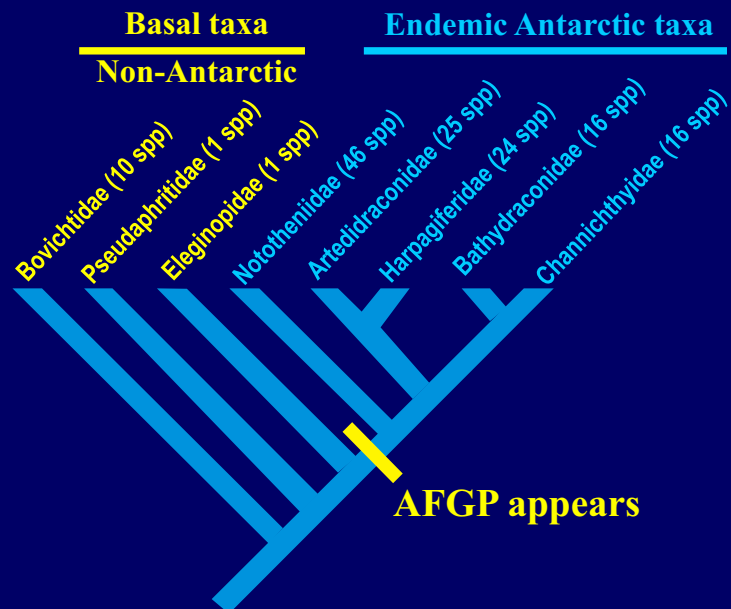 Basal taxa
Non-Antarctic
Endemic Antarctic taxa
Bovichtidae (10 spp)
Pseudaphritidae (1 spp)
Eleginopidae (1 spp)
Nototheniidae (46 spp)
Artedidraconidae (25 spp)
Harpagiferidae (24 spp)
Bathydraconidae (16 spp)
Channichthyidae (16 spp)
AFGP appears